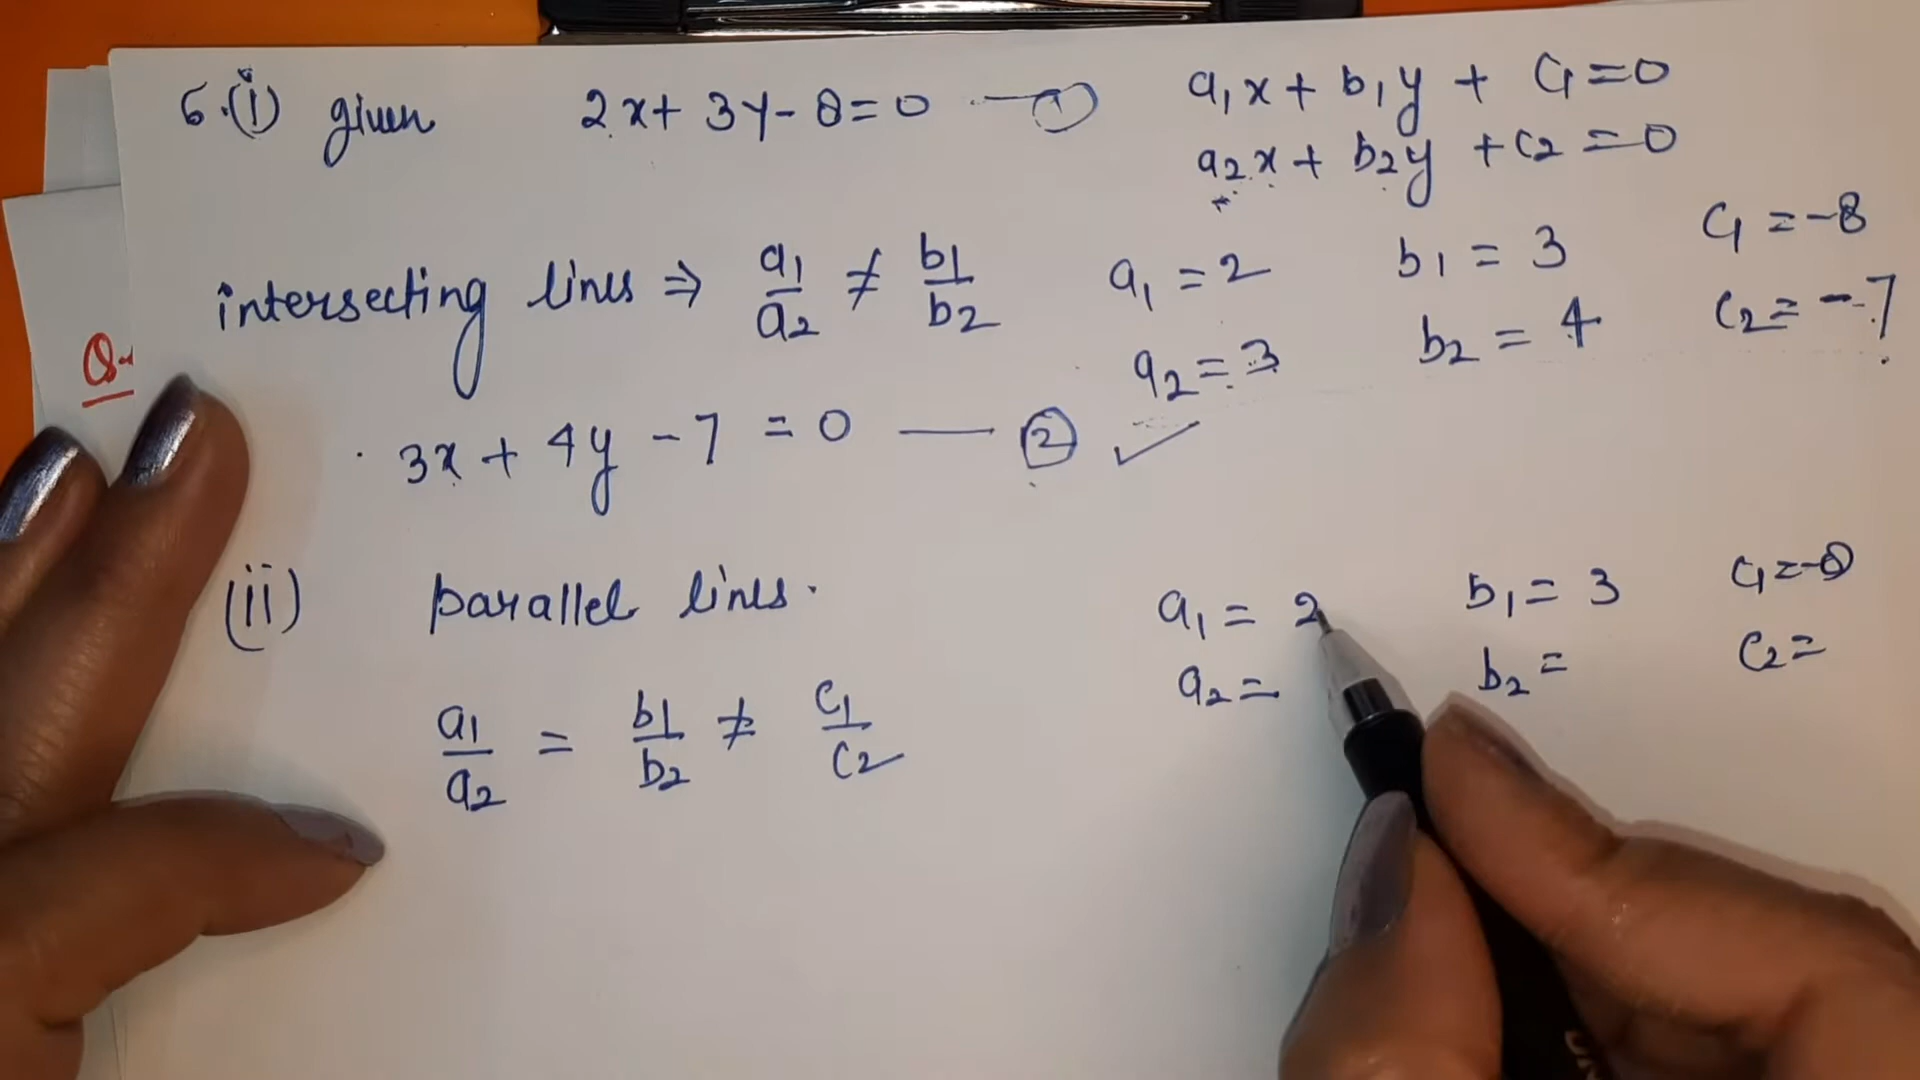 6.(i) given 2x + 3y - 8 = 0 — ①
a₁x + b₁y + c₁ = 0
a₂x + b₂y + c₂ = 0
intersecting lines ⇒ a₁/a₂ ≠ b₁/b₂
a₁ = 2 b₁ = 3 c₁ = -8
a₂ = 3 b₂ = 4 c₂ = -7
3x + 4y - 7 = 0 — ② ✓
Q.
(ii) parallel lines.
a₁ = 2 b₁ = 3 c₁ = -8
a₂ = b₂ = c₂ =
a₁/a₂ = b₁/b₂ ≠ c₁/c₂